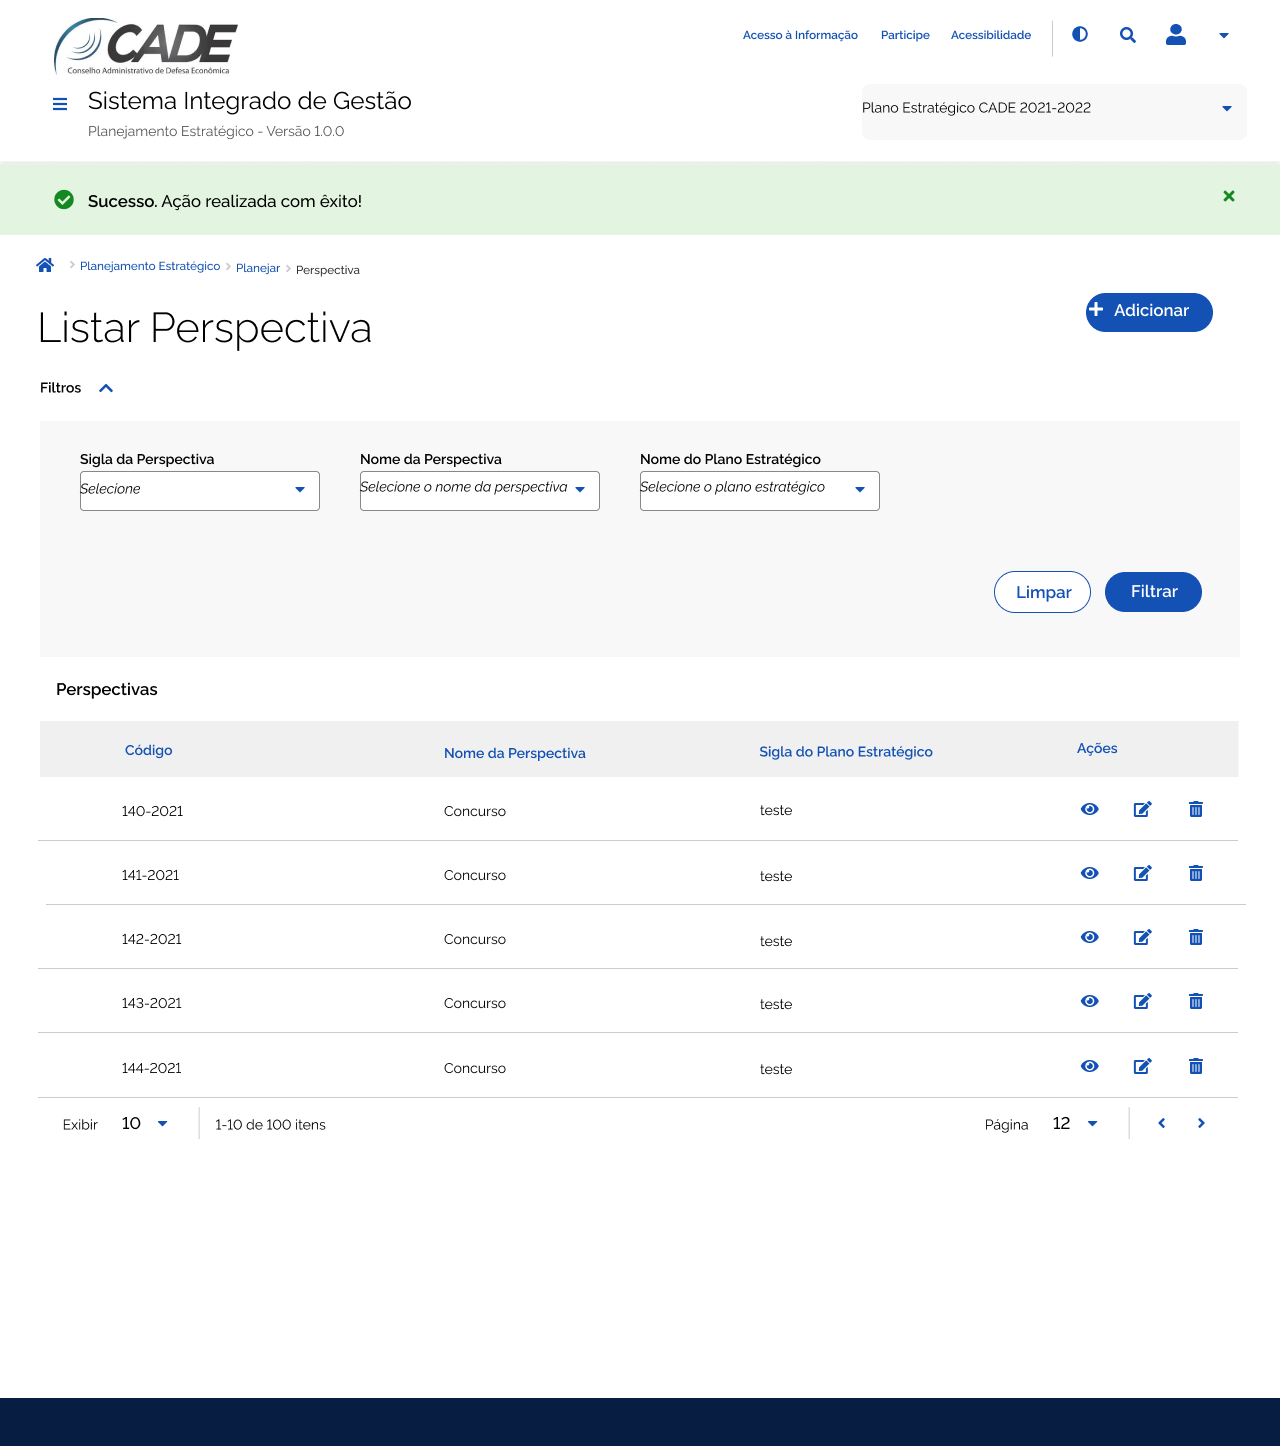 CADE
Conselho Administrativo de Defesa Econômica
Acesso à Informação Participe Acessibilidade
Sistema Integrado de Gestão
Planejamento Estratégico - Versão 1.0.0
Plano Estratégico CADE 2021-2022
Sucesso. Ação realizada com êxito!
Planejamento Estratégico Planejar Perspectiva
Listar Perspectiva
Adicionar
Filtros
Sigla da Perspectiva Nome da Perspectiva Nome do Plano Estratégico
Selecione Selecione o nome da perspectiva Selecione o plano estratégico
Limpar Filtrar
Perspectivas
Código Nome da Perspectiva Sigla do Plano Estratégico Ações
140-2021 Concurso teste
141-2021 Concurso teste
142-2021 Concurso teste
143-2021 Concurso teste
144-2021 Concurso teste
Exibir 10 1-10 de 100 itens Página 12